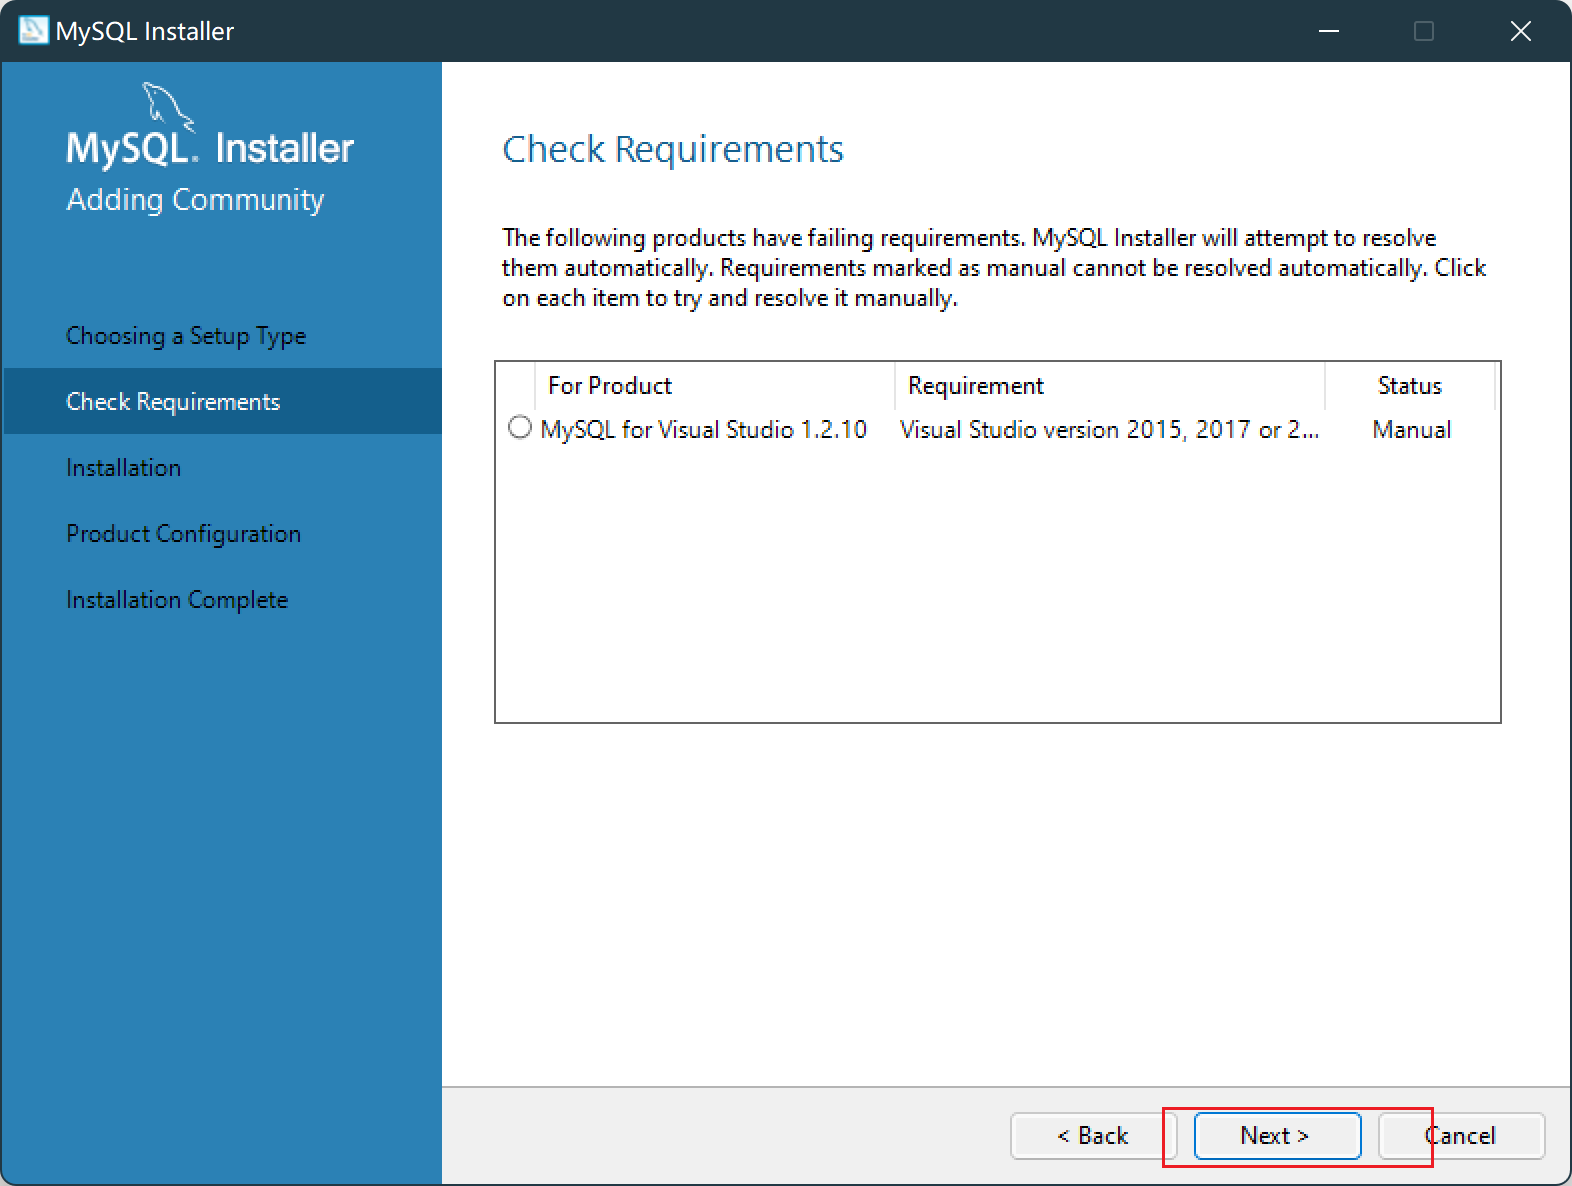 MySQL Installer
MySQL. Installer
Adding Community
Choosing a Setup Type
Check Requirements
Installation
Product Configuration
Installation Complete
Check Requirements
The following products have failing requirements. MySQL Installer will attempt to resolve
them automatically. Requirements marked as manual cannot be resolved automatically. Click
on each item to try and resolve it manually.
For Product Requirement Status
MySQL for Visual Studio 1.2.10 Visual Studio version 2015, 2017 or 2... Manual
< Back Next > Cancel